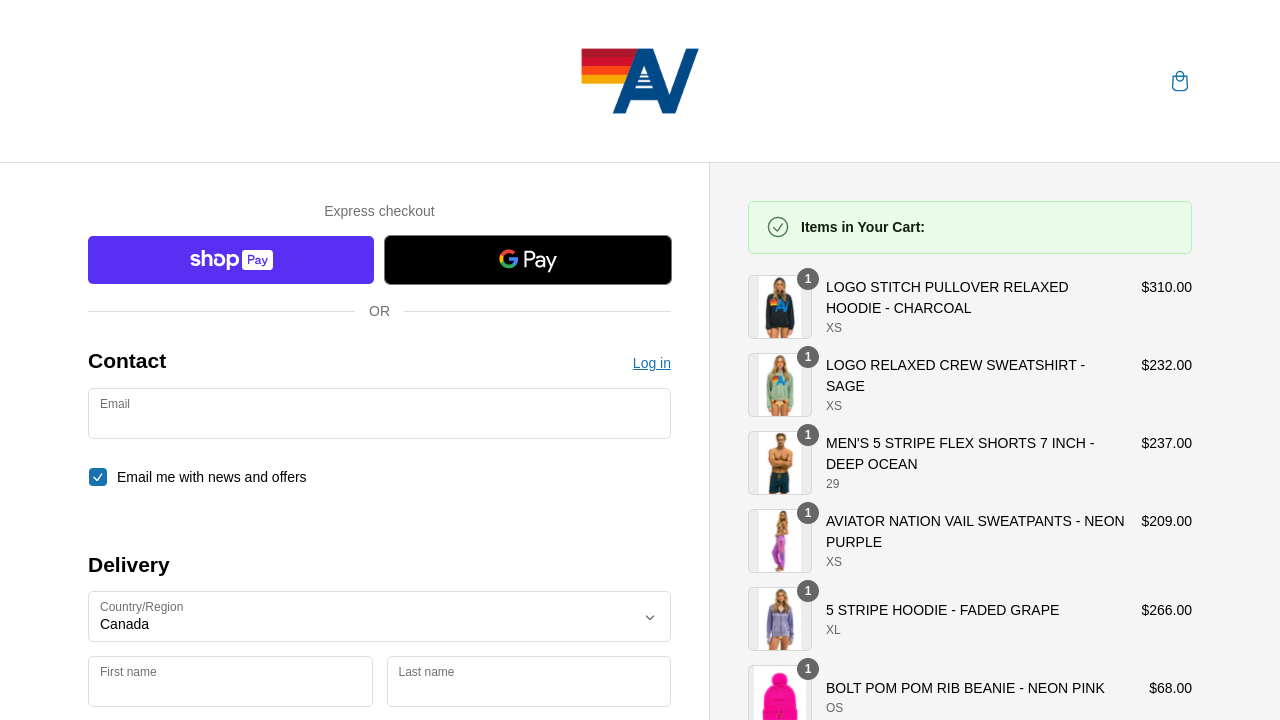 AV
Express checkout
shop Pay
G Pay
OR
Contact
Log in
Email
Email me with news and offers
Delivery
Country/Region
Canada
First name
Last name
Items in Your Cart:
1
LOGO STITCH PULLOVER RELAXED
HOODIE - CHARCOAL
XS
$310.00
1
LOGO RELAXED CREW SWEATSHIRT -
SAGE
XS
$232.00
1
MEN'S 5 STRIPE FLEX SHORTS 7 INCH -
DEEP OCEAN
29
$237.00
1
AVIATOR NATION VAIL SWEATPANTS - NEON
PURPLE
XS
$209.00
1
5 STRIPE HOODIE - FADED GRAPE
XL
$266.00
1
BOLT POM POM RIB BEANIE - NEON PINK
OS
$68.00